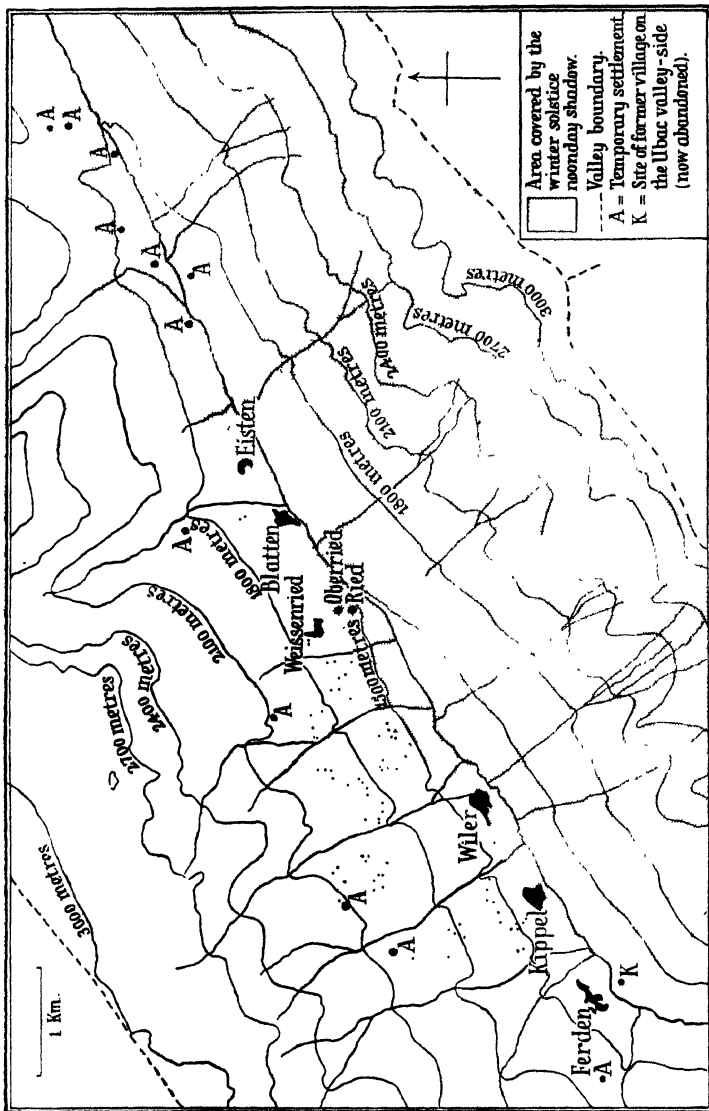 1 Km.
3000 metres
2700 metres
2400 metres
2100 metres
1800 metres
A
A
A
A
A
A
A
A
A
A
A
Eisten
Blatten
Weissenried
Oberried
Ried
1500 metres
Wiler
Kippel
Ferden
A
K
1800 metres
2100 metres
2400 metres
2700 metres
3000 metres
Area covered by the
winter solstice
noonday shadow.
Valley boundary.
A = Temporary settlement.
K = Site of former village on
the Ubac valley-side
(now abandoned).